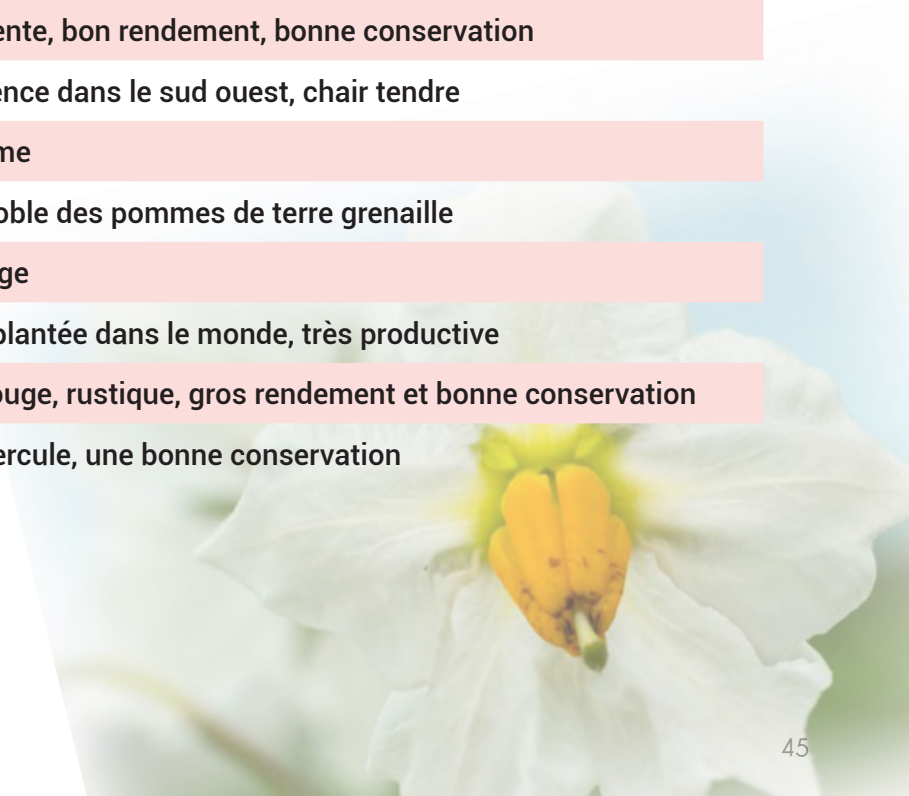 ente, bon rendement, bonne conservation
ence dans le sud ouest, chair tendre
me
oble des pommes de terre grenaille
ge
plantée dans le monde, très productive
ouge, rustique, gros rendement et bonne conservation
ercule, une bonne conservation
45